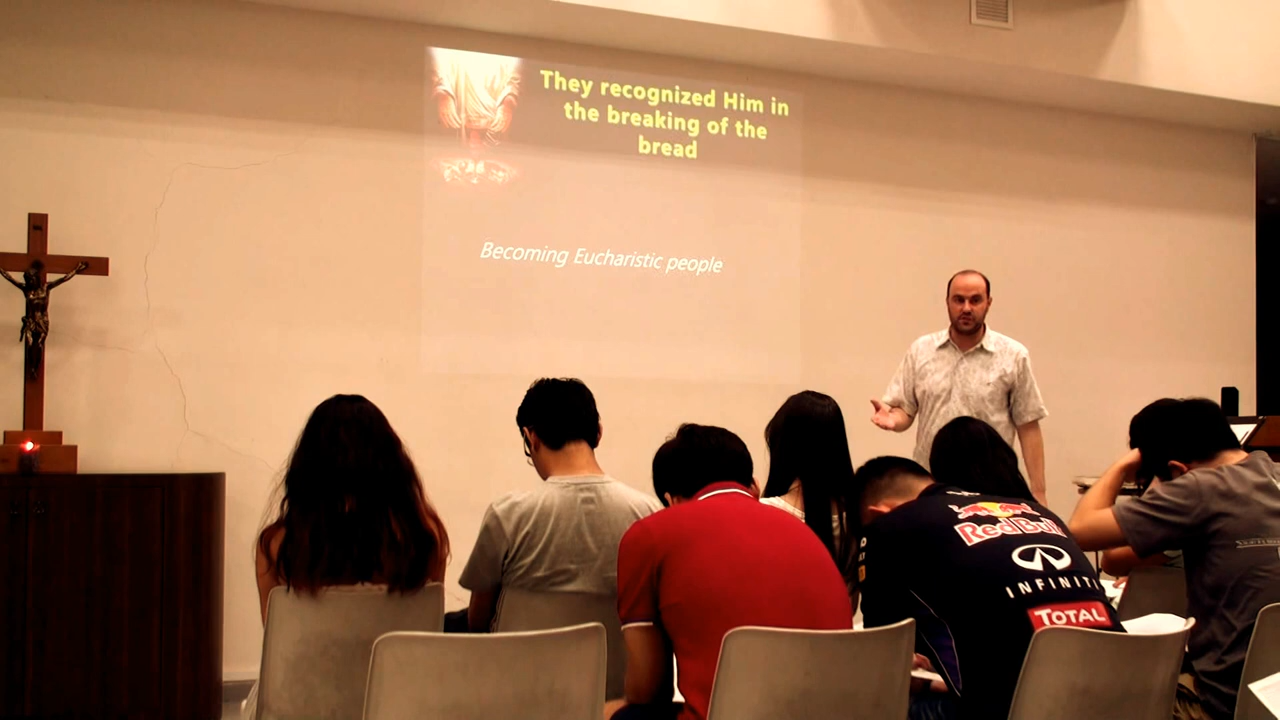 They recognized Him in
the breaking of the
bread
Becoming Eucharistic people
Red Bull
INFINITI
TOTAL